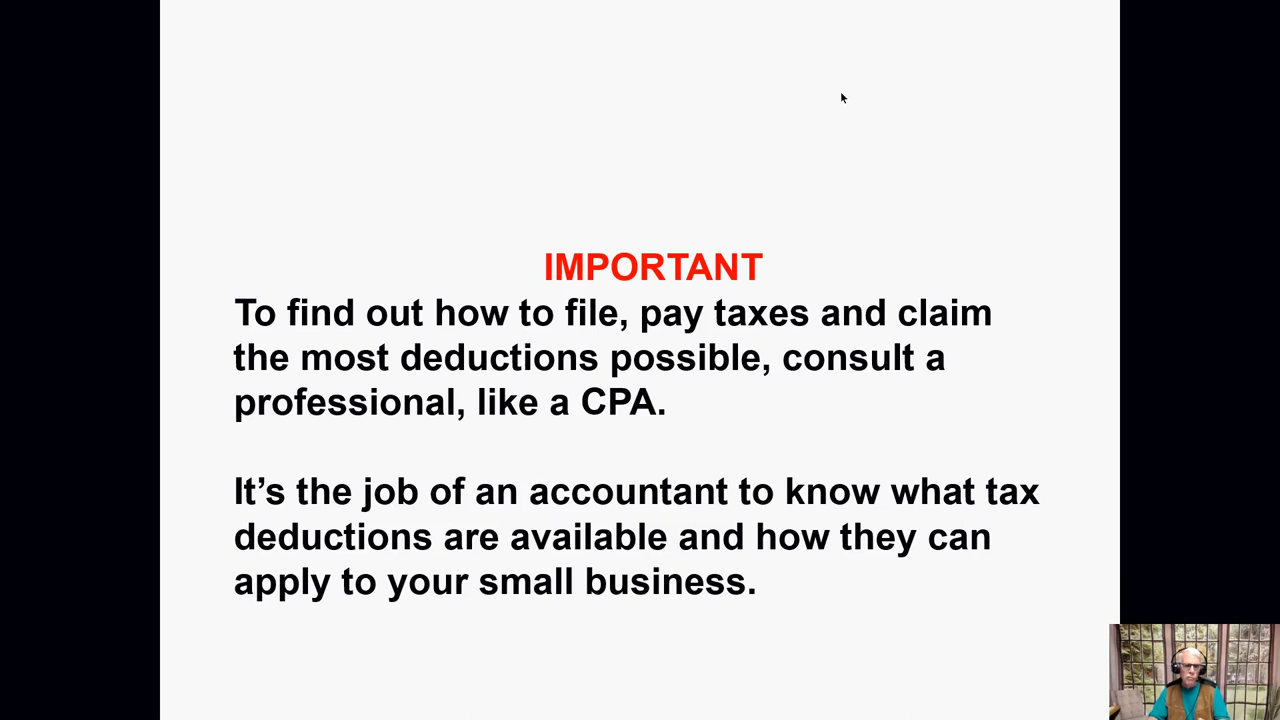 IMPORTANT
To find out how to file, pay taxes and claim
the most deductions possible, consult a
professional, like a CPA.
It’s the job of an accountant to know what tax
deductions are available and how they can
apply to your small business.